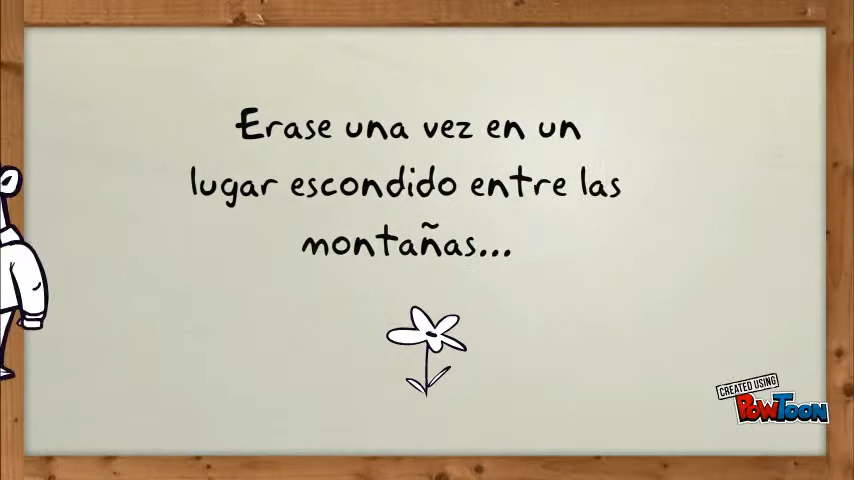 Erase una vez en un
lugar escondido entre las
montañas...
CREATED USING
POWTOON